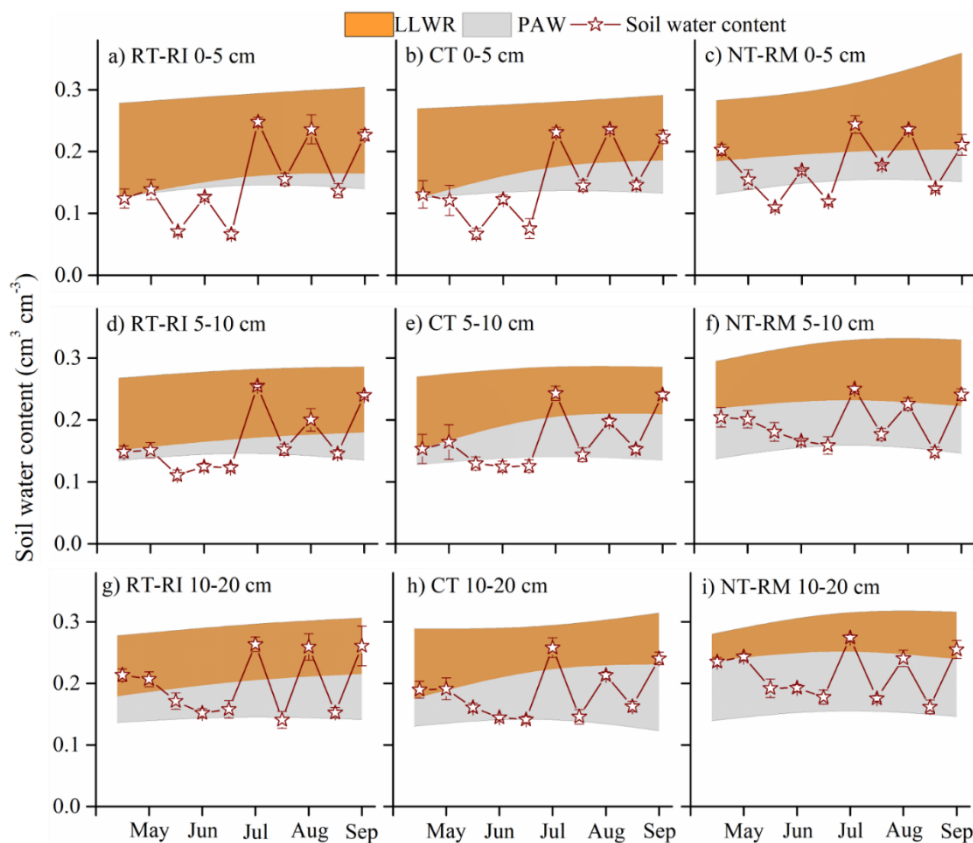 LLWR PAW Soil water content
a) RT-RI 0-5 cm b) CT 0-5 cm c) NT-RM 0-5 cm
0.3
0.2
0.1
0.0
d) RT-RI 5-10 cm e) CT 5-10 cm f) NT-RM 5-10 cm
0.3
0.2
0.1
0.0
g) RT-RI 10-20 cm h) CT 10-20 cm i) NT-RM 10-20 cm
0.3
0.2
0.1
0.0
Soil water content (cm³ cm⁻³)
May Jun Jul Aug Sep May Jun Jul Aug Sep May Jun Jul Aug Sep